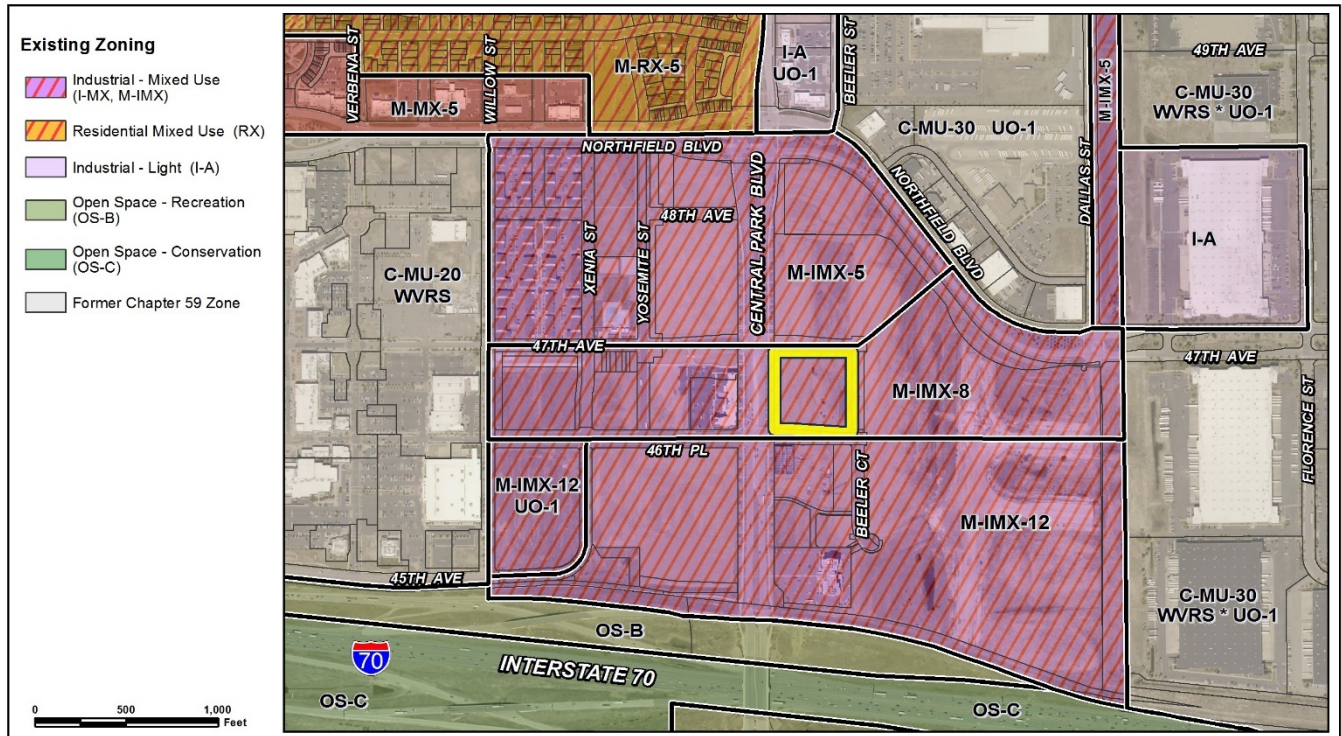 Existing Zoning
Industrial - Mixed Use
(I-MX, M-IMX)
Residential Mixed Use (RX)
Industrial - Light (I-A)
Open Space - Recreation
(OS-B)
Open Space - Conservation
(OS-C)
Former Chapter 59 Zone
0 500 1,000
Feet
VERBENA ST
WILLOW ST
M-MX-5
M-RX-5
I-A
UO-1
BEELER ST
C-MU-30 UO-1
DALLAS ST
M-IMX-5
49TH AVE
C-MU-30
WVRS * UO-1
NORTHFIELD BLVD
CENTRAL PARK BLVD
NORTHFIELD BLVD
48TH AVE
XENIA ST
YOSEMITE ST
M-IMX-5
I-A
C-MU-20
WVRS
47TH AVE
47TH AVE
M-IMX-8
FLORENCE ST
46TH PL
BEELER CT
M-IMX-12
UO-1
M-IMX-12
45TH AVE
C-MU-30
WVRS * UO-1
OS-B
70
INTERSTATE 70
OS-C
OS-C